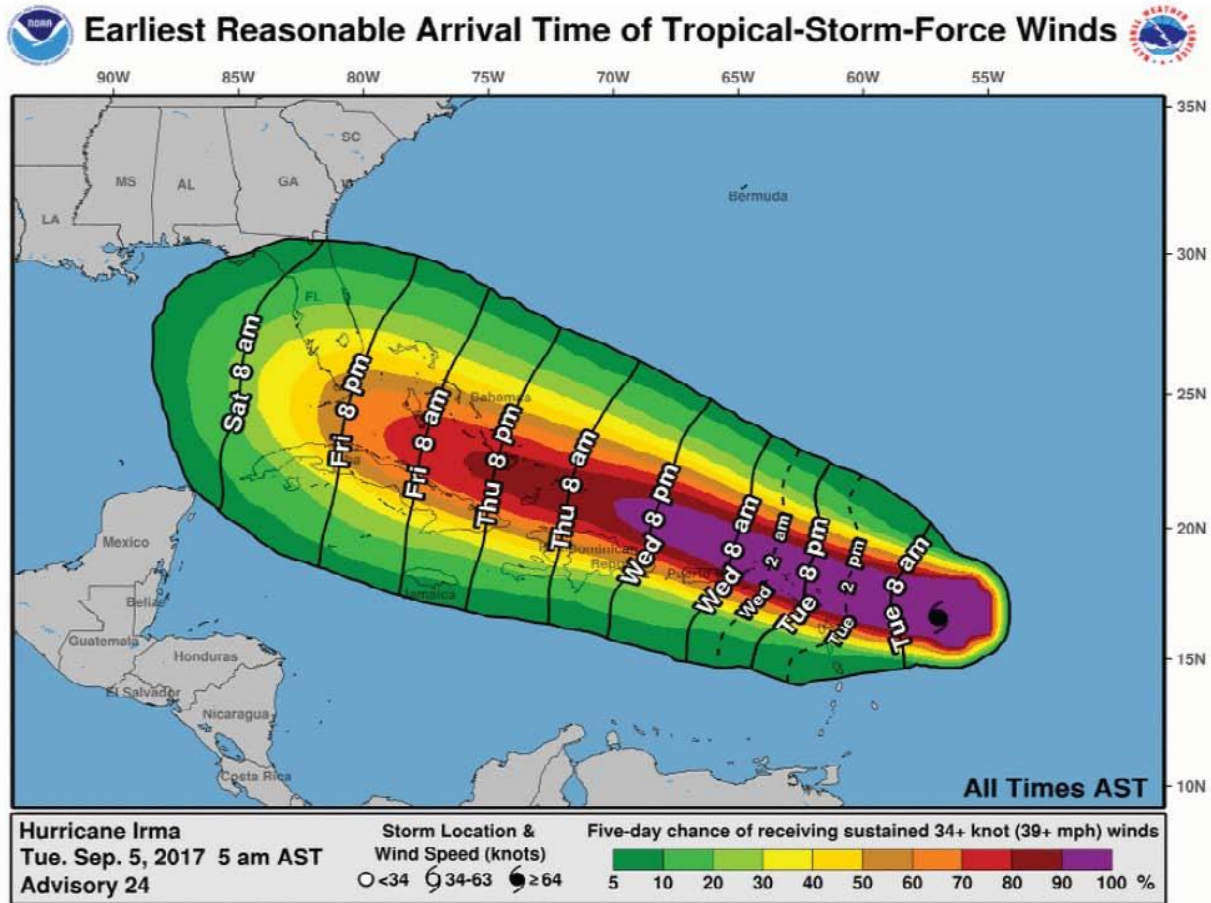 NOAA
Earliest Reasonable Arrival Time of Tropical-Storm-Force Winds
90W 85W 80W 75W 70W 65W 60W 55W
35N
SC
MS AL GA
LA
Bermuda
30N
FL
Sat 8 am
Fri 8 pm
Fri 8 am
Thu 8 pm
Thu 8 am
Wed 8 pm
Wed 8 am
Wed 2 am
Tue 8 pm
Tue 2 pm
Tue 8 am
25N
Bahamas
20N
Mexico
Jamaica
Belize
15N
Guatemala
Honduras
El Salvador
Nicaragua
Costa Rica
10N
All Times AST
Hurricane Irma
Tue. Sep. 5, 2017 5 am AST
Advisory 24
Storm Location &
Wind Speed (knots)
<34 34-63 ≥64
Five-day chance of receiving sustained 34+ knot (39+ mph) winds
5 10 20 30 40 50 60 70 80 90 100 %